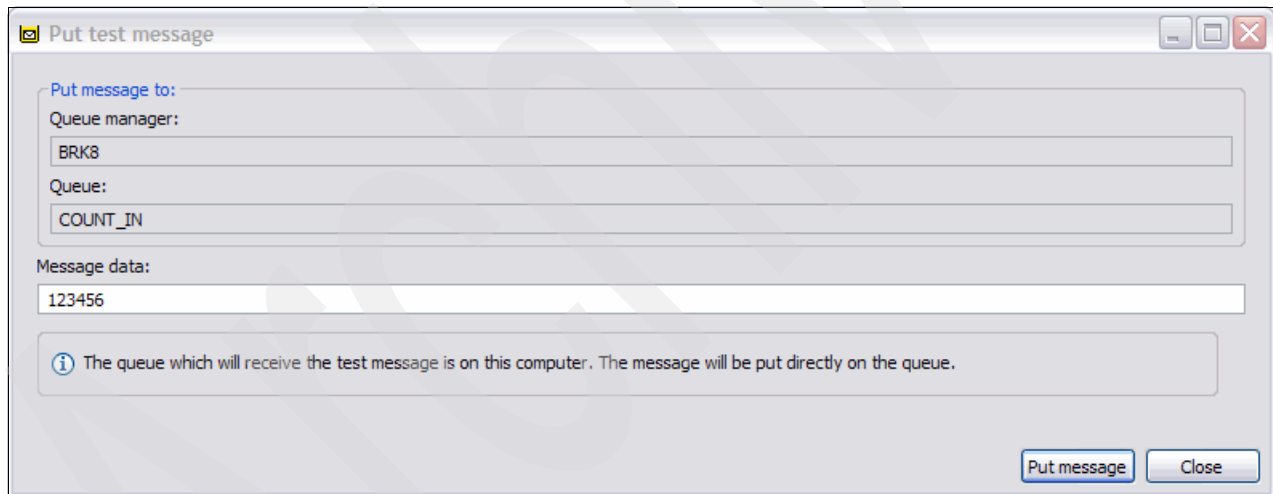 Put test message
Put message to:
Queue manager:
BRK8
Queue:
COUNT_IN
Message data:
123456
The queue which will receive the test message is on this computer. The message will be put directly on the queue.
Put message Close